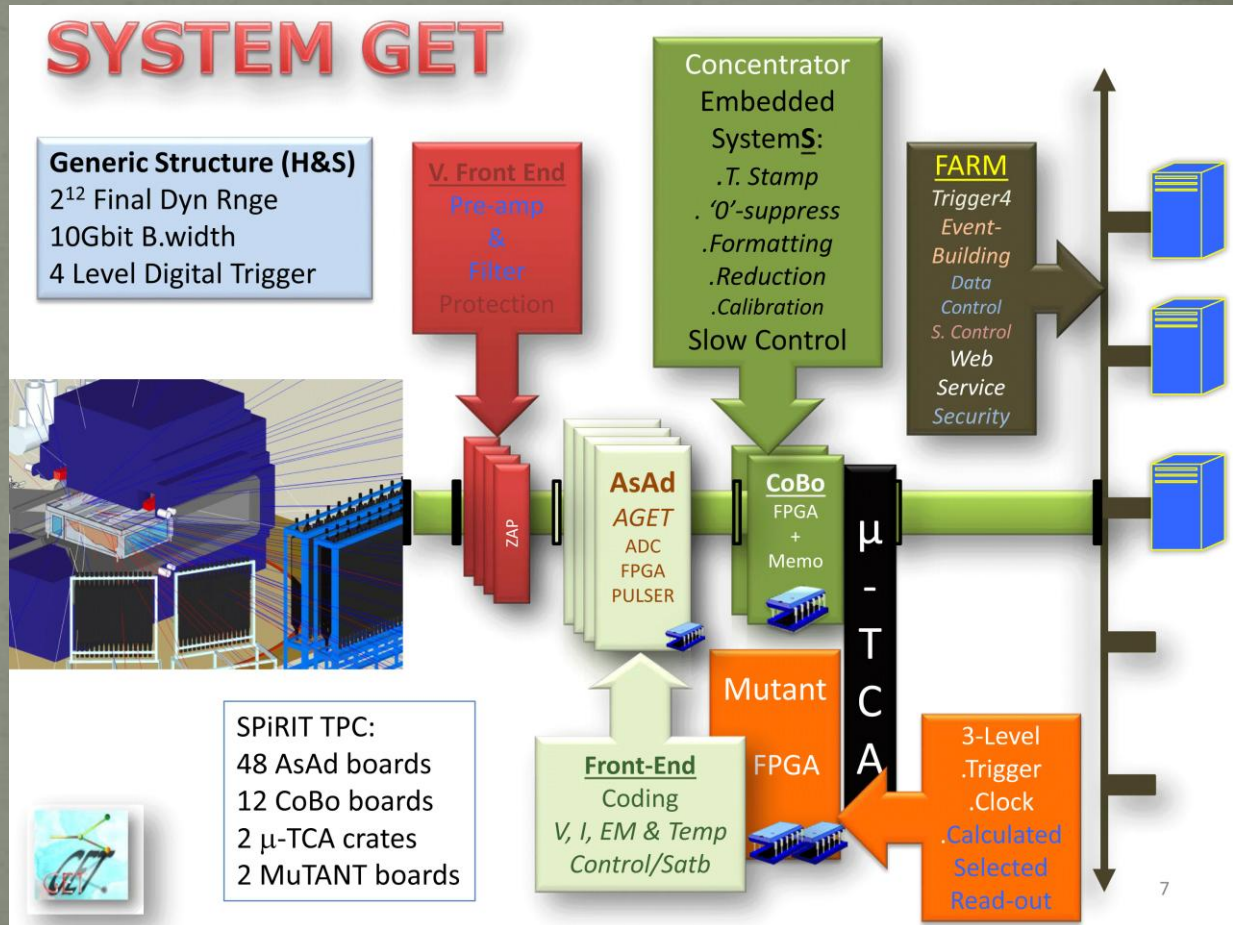 SYSTEM GET
Generic Structure (H&S)
2¹² Final Dyn Rnge
10Gbit B.width
4 Level Digital Trigger
V. Front End
Pre-amp
&
Filter
Protection
Concentrator
Embedded
SystemS:
.T. Stamp
. ‘0’-suppress
.Formatting
.Reduction
.Calibration
Slow Control
FARM
Trigger4
Event-
Building
Data
Control
S. Control
Web
Service
Security
ZAP
AsAd
AGET
ADC
FPGA
PULSER
CoBo
FPGA
+
Memo
μ
-
T
C
A
Mutant
FPGA
SPiRIT TPC:
48 AsAd boards
12 CoBo boards
2 μ-TCA crates
2 MuTANT boards
Front-End
Coding
V, I, EM & Temp
Control/Satb
3-Level
.Trigger
.Clock
.Calculated
Selected
Read-out
GET
7